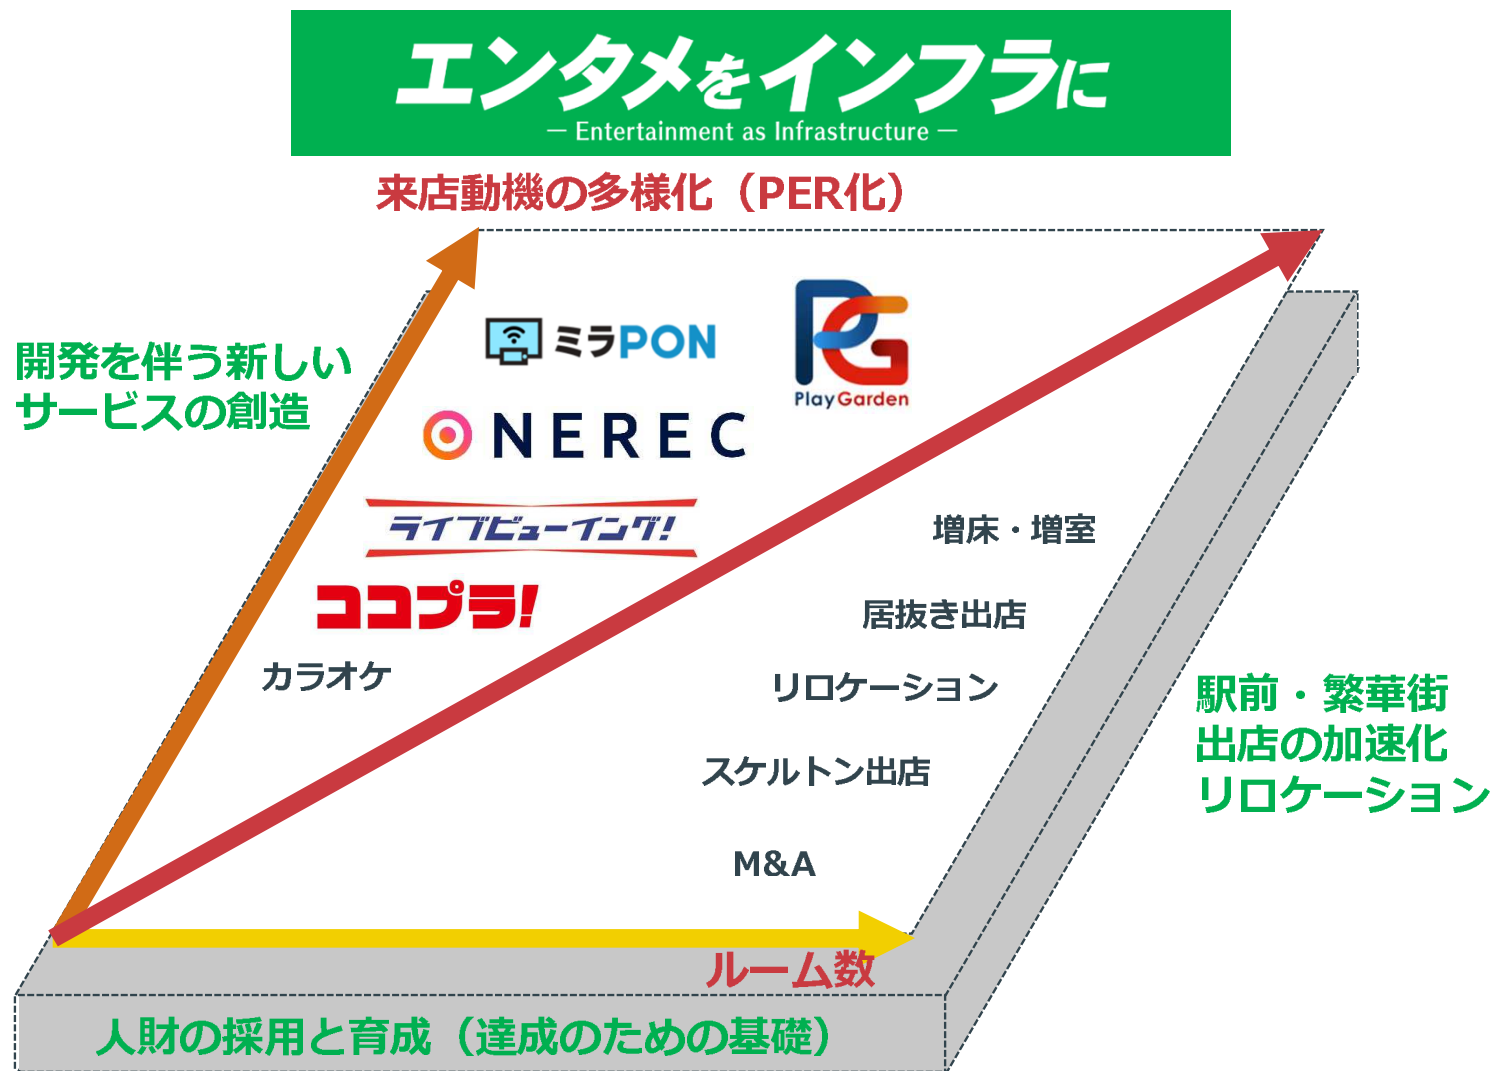 エンタメをインフラに
― Entertainment as Infrastructure ―
来店動機の多様化（PER化）
開発を伴う新しい
サービスの創造
ミラPON
PG
PlayGarden
ONEREC
ライブビューイング!
ココプラ!
カラオケ
増床・増室
居抜き出店
リロケーション
スケルトン出店
M&A
駅前・繁華街
出店の加速化
リロケーション
ルーム数
人財の採用と育成（達成のための基礎）